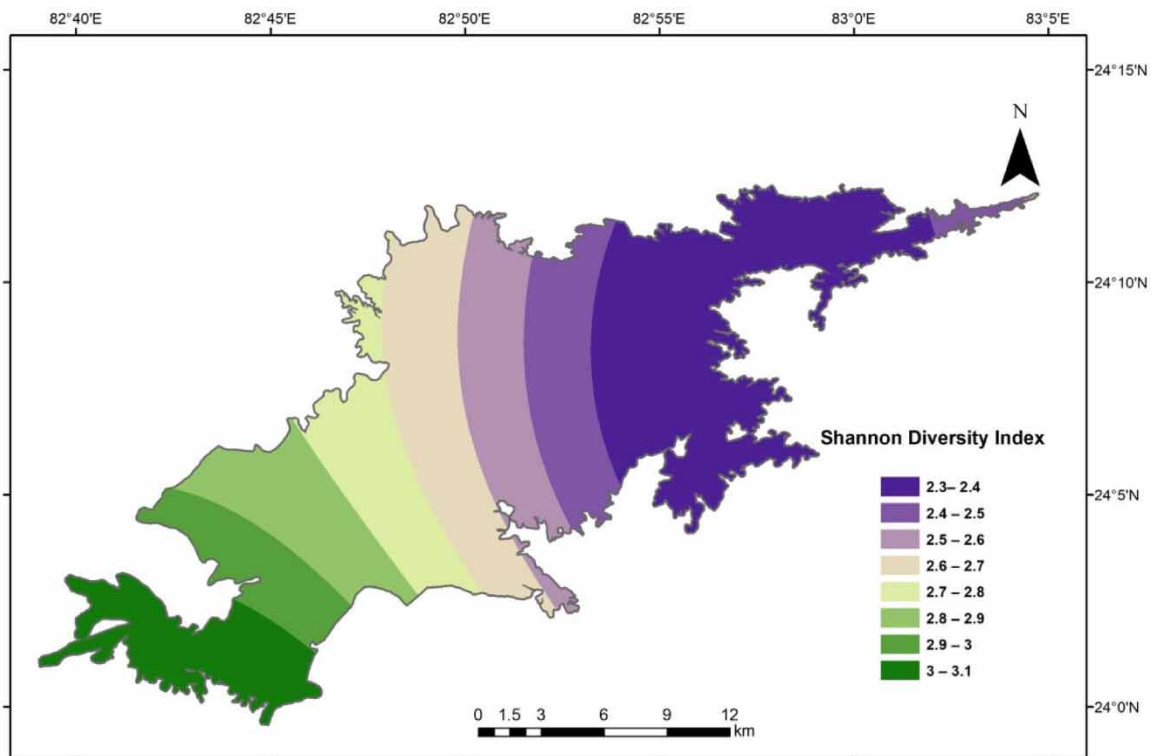 82°40'E 82°45'E 82°50'E 82°55'E 83°0'E 83°5'E
24°15'N
N
24°10'N
Shannon Diversity Index
2.3– 2.4
24°5'N
2.4 – 2.5
2.5 – 2.6
2.6 – 2.7
2.7 – 2.8
2.8 – 2.9
2.9 – 3
3 – 3.1
24°0'N
0 1.5 3 6 9 12
km